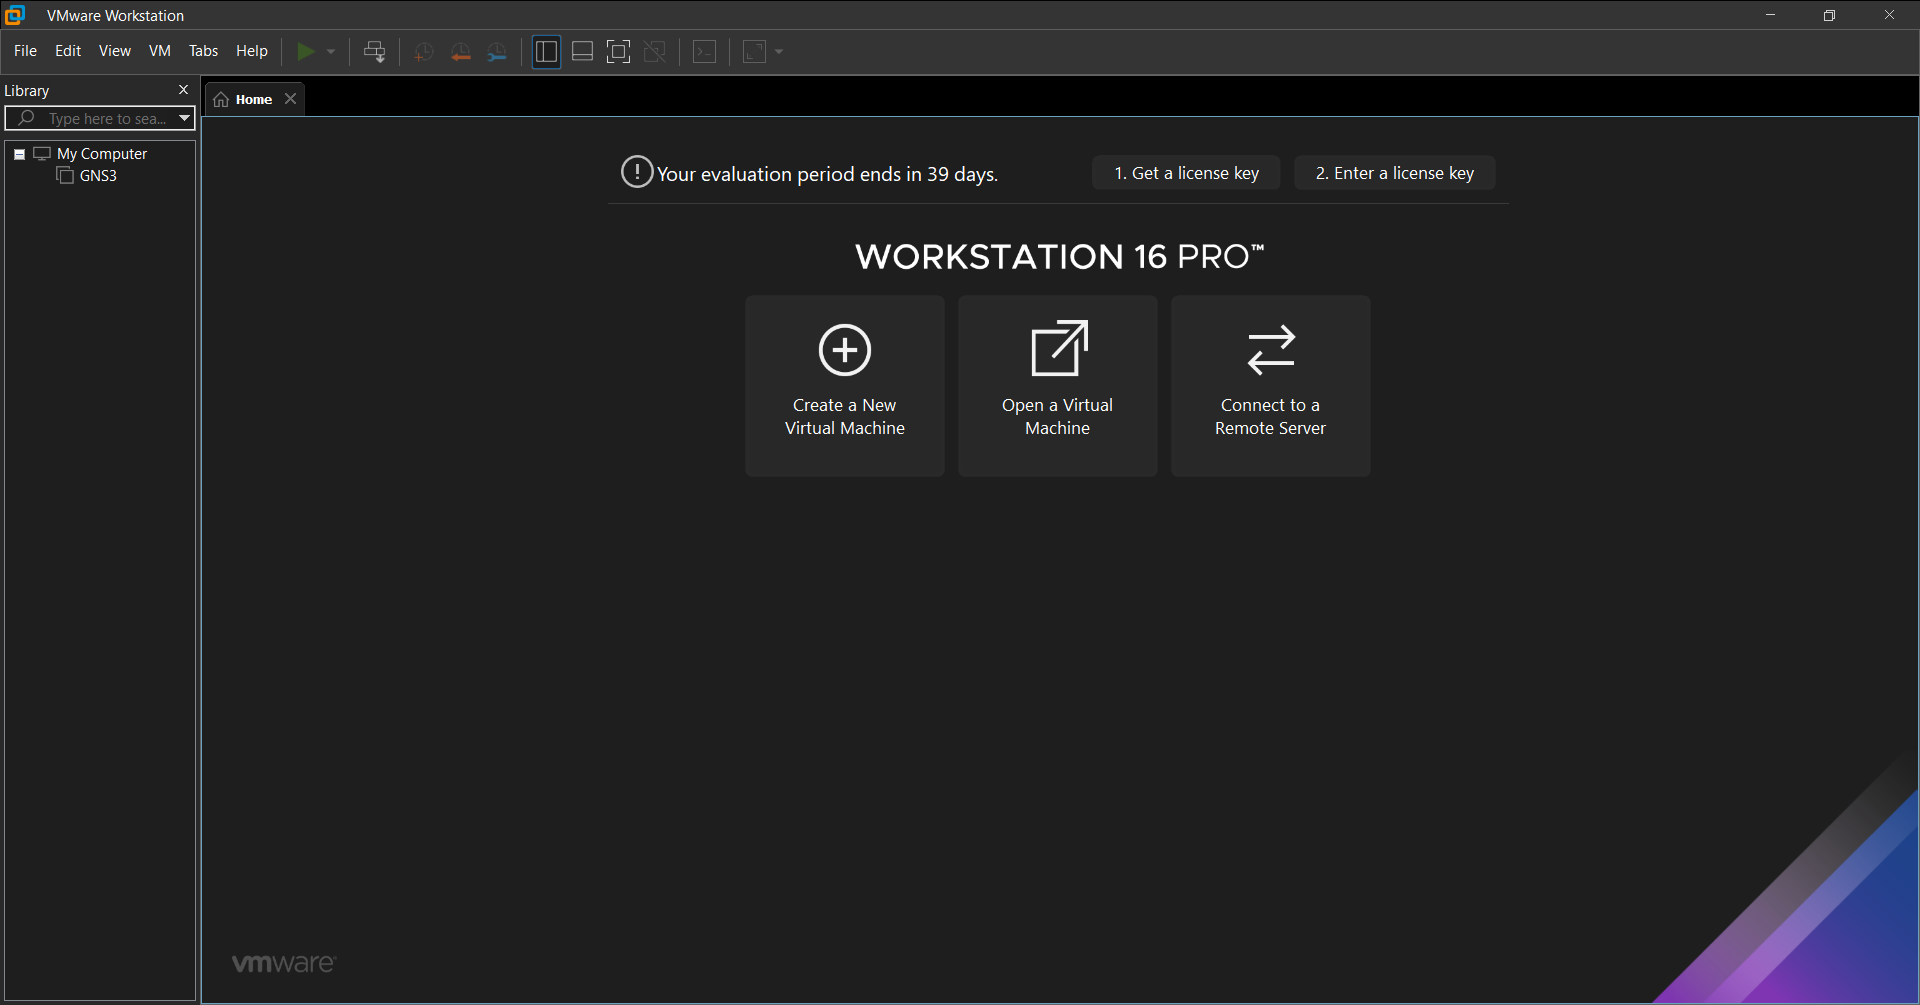 VMware Workstation
File Edit View VM Tabs Help
Library
Type here to sea...
My Computer
GNS3
Home
Your evaluation period ends in 39 days.
1. Get a license key
2. Enter a license key
WORKSTATION 16 PRO™
Create a New
Virtual Machine
Open a Virtual
Machine
Connect to a
Remote Server
vmware®